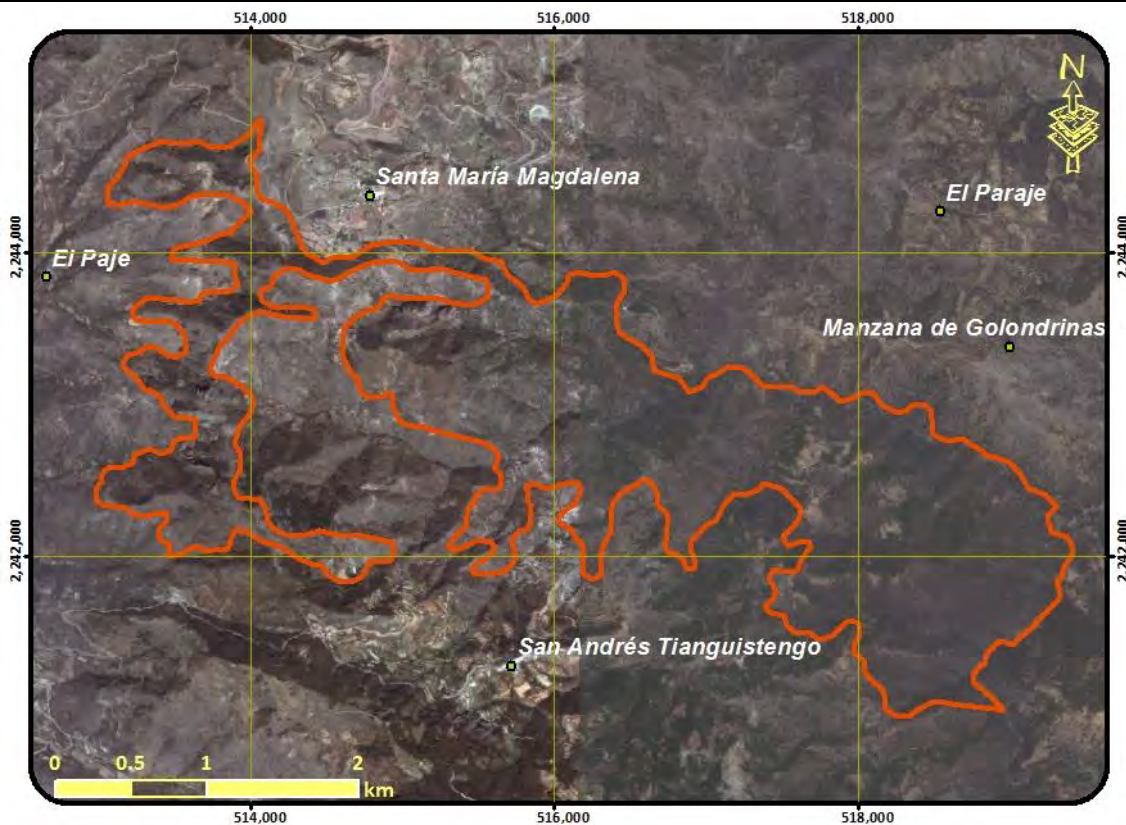 514,000 516,000 518,000
N
Santa María Magdalena
El Paraje
2,244,000 2,244,000
Ei Paje
Manzana de Golondrinas
2,242,000 2,242,000
San Andrés Tianguistengo
0 0.5 1 2
km
514,000 516,000 518,000